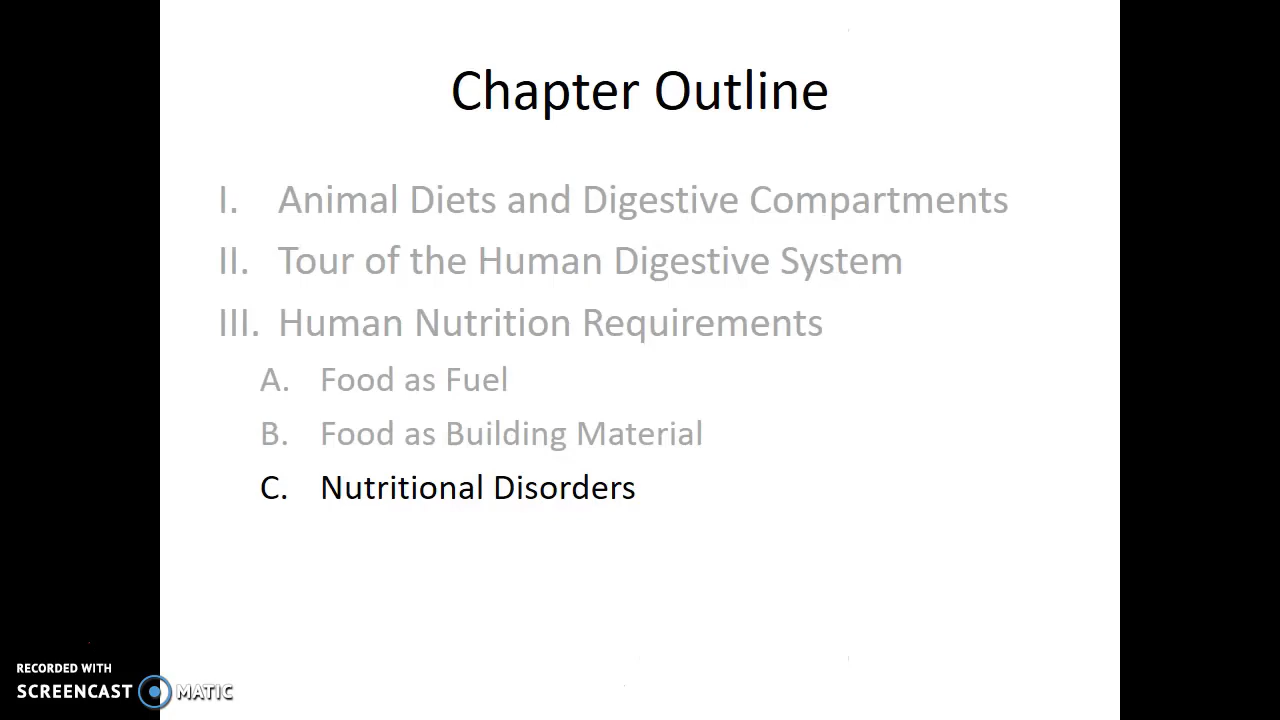 Chapter Outline
I. Animal Diets and Digestive Compartments
II. Tour of the Human Digestive System
III. Human Nutrition Requirements
A. Food as Fuel
B. Food as Building Material
C. Nutritional Disorders
RECORDED WITH
SCREENCAST MATIC